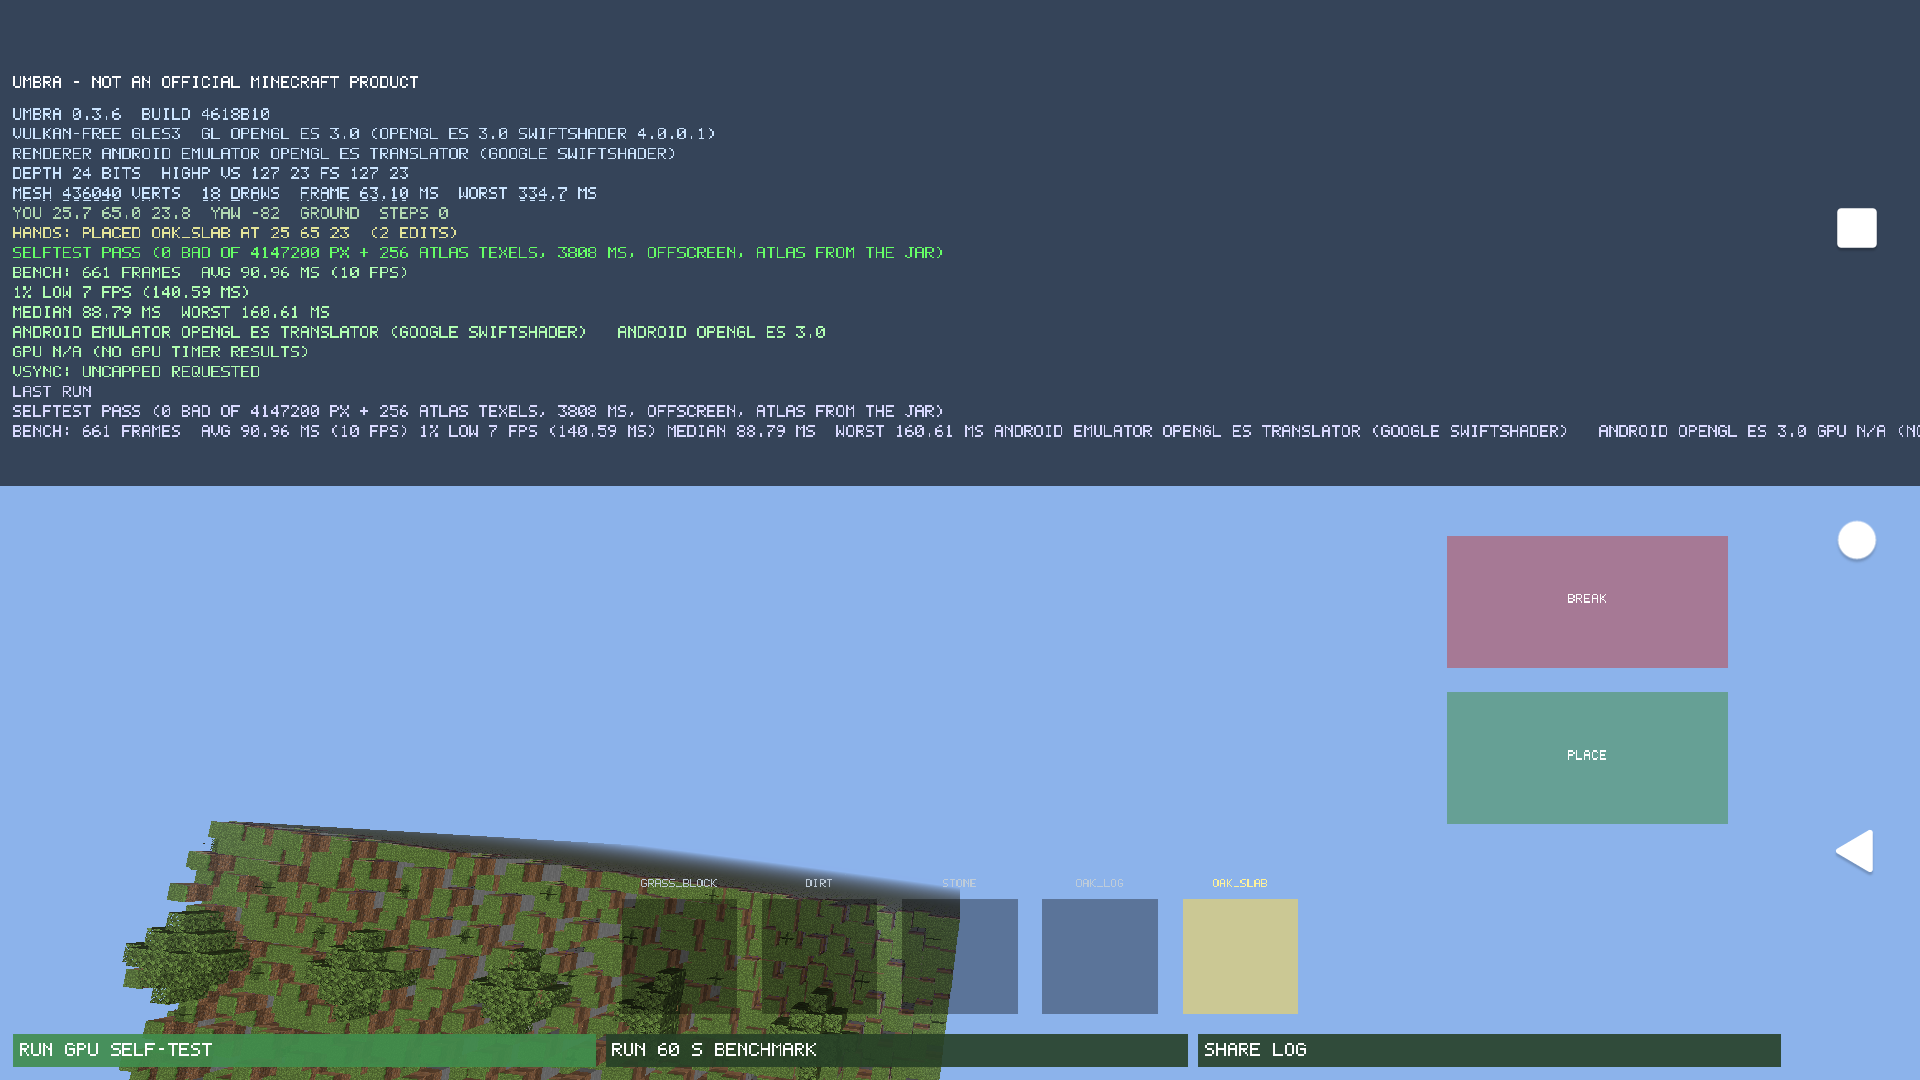 UMBRA - NOT AN OFFICIAL MINECRAFT PRODUCT
UMBRA 0.3.6  BUILD 4618B10
VULKAN-FREE GLES3  GL OPENGL ES 3.0 (OPENGL ES 3.0 SWIFTSHADER 4.0.0.1)
RENDERER ANDROID EMULATOR OPENGL ES TRANSLATOR (GOOGLE SWIFTSHADER)
DEPTH 24 BITS  HIGHP VS 127 23 FS 127 23
MESH 436040 VERTS  18 DRAWS  FRAME 63.10 MS  WORST 334.7 MS
YOU 25.7 65.0 23.8  YAW -82  GROUND  STEPS 0
HANDS: PLACED OAK_SLAB AT 25 65 23  (2 EDITS)
SELFTEST PASS (0 BAD OF 4147200 PX + 256 ATLAS TEXELS, 3808 MS, OFFSCREEN, ATLAS FROM THE JAR)
BENCH: 661 FRAMES  AVG 90.96 MS (10 FPS)
1% LOW 7 FPS (140.59 MS)
MEDIAN 88.79 MS  WORST 160.61 MS
ANDROID EMULATOR OPENGL ES TRANSLATOR (GOOGLE SWIFTSHADER)   ANDROID OPENGL ES 3.0
GPU N/A (NO GPU TIMER RESULTS)
VSYNC: UNCAPPED REQUESTED
LAST RUN
SELFTEST PASS (0 BAD OF 4147200 PX + 256 ATLAS TEXELS, 3808 MS, OFFSCREEN, ATLAS FROM THE JAR)
BENCH: 661 FRAMES  AVG 90.96 MS (10 FPS) 1% LOW 7 FPS (140.59 MS) MEDIAN 88.79 MS  WORST 160.61 MS ANDROID EMULATOR OPENGL ES TRANSLATOR (GOOGLE SWIFTSHADER)   ANDROID OPENGL ES 3.0 GPU N/A (NO
BREAK
PLACE
GRASS_BLOCK DIRT STONE OAK_LOG OAK_SLAB
RUN GPU SELF-TEST RUN 60 S BENCHMARK SHARE LOG